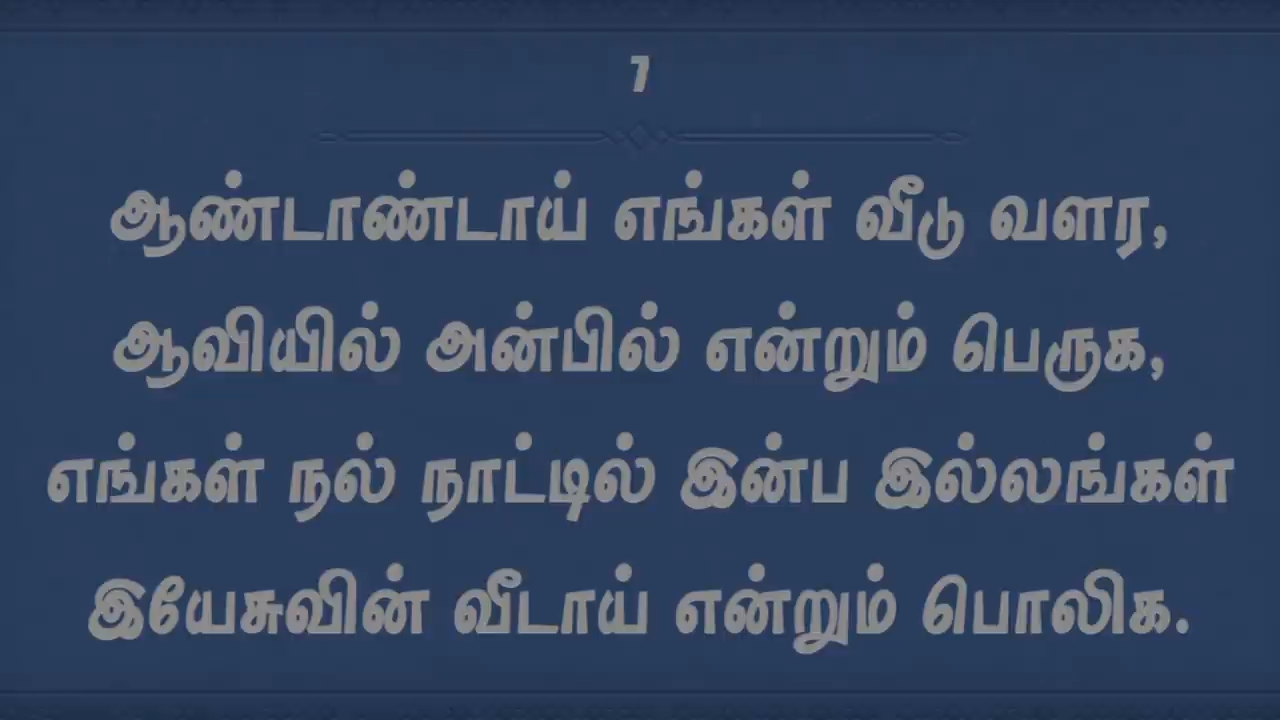 7
ஆண்டாண்டாய் எங்கள் வீடு வளர,
ஆவியில் அன்பில் என்றும் பெருக,
எங்கள் நல் நாட்டில் இன்ப இல்லங்கள்
இயேசுவின் வீடாய் என்றும் பொலிக.